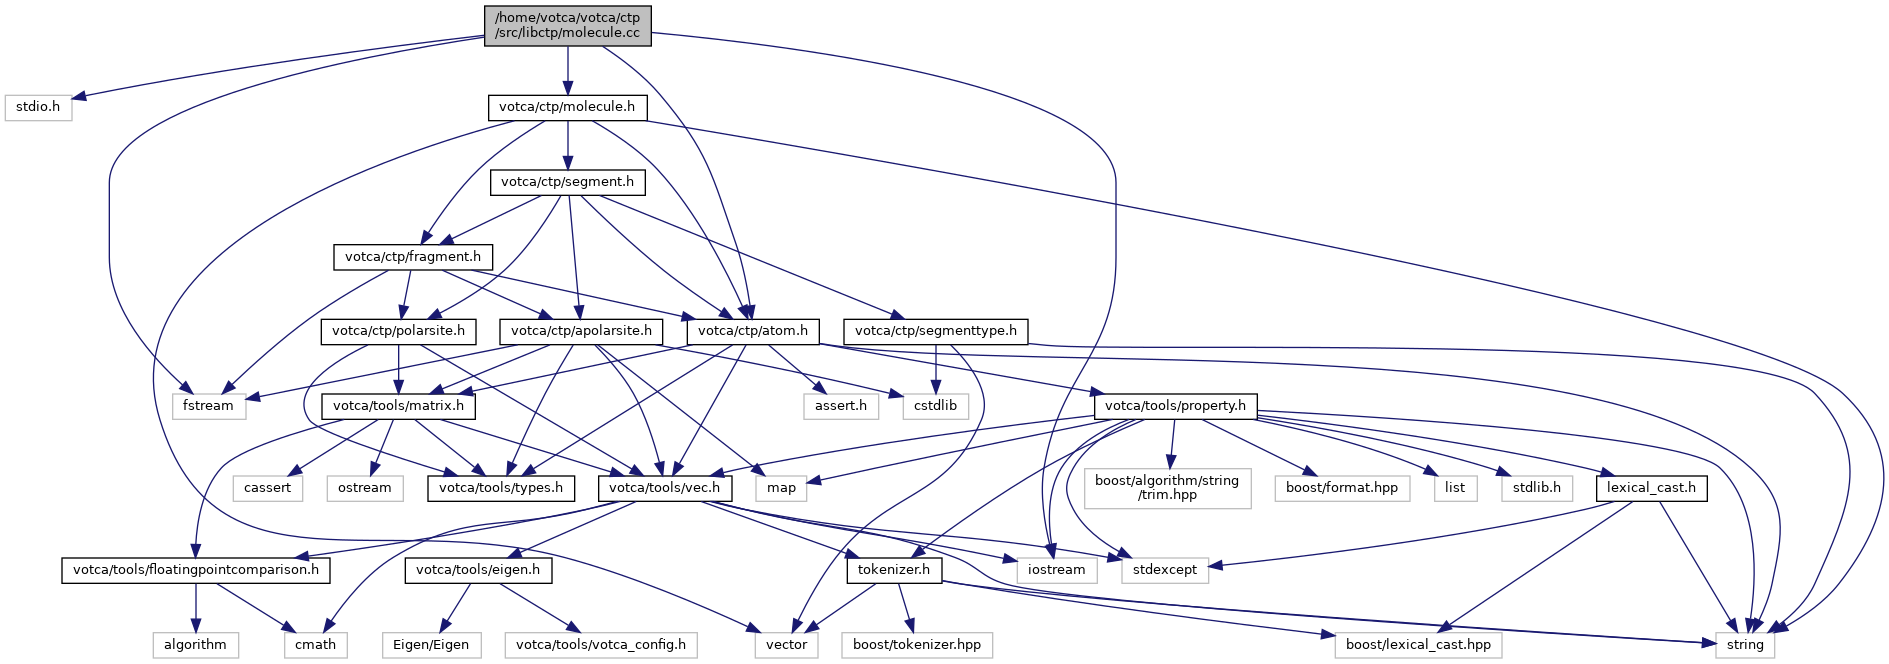 /home/votca/votca/ctp
/src/libctp/molecule.cc
stdio.h
votca/ctp/molecule.h
votca/ctp/segment.h
votca/ctp/fragment.h
votca/ctp/polarsite.h
votca/ctp/apolarsite.h
votca/ctp/atom.h
votca/ctp/segmenttype.h
fstream
votca/tools/matrix.h
assert.h
cstdlib
votca/tools/property.h
cassert
ostream
votca/tools/types.h
votca/tools/vec.h
map
boost/algorithm/string
/trim.hpp
boost/format.hpp
list
stdlib.h
lexical_cast.h
votca/tools/floatingpointcomparison.h
votca/tools/eigen.h
tokenizer.h
iostream
stdexcept
algorithm
cmath
Eigen/Eigen
votca/tools/votca_config.h
vector
boost/tokenizer.hpp
boost/lexical_cast.hpp
string